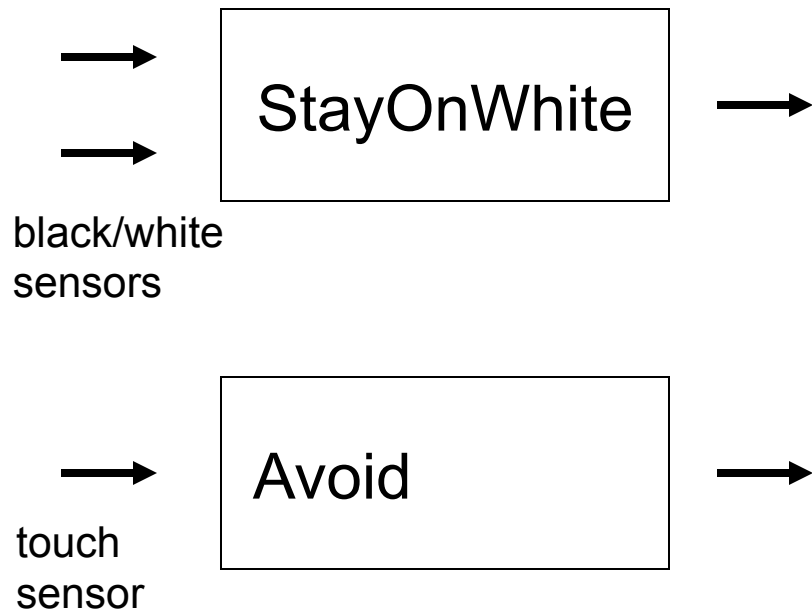 StayOnWhite
black/white
sensors
Avoid
touch
sensor